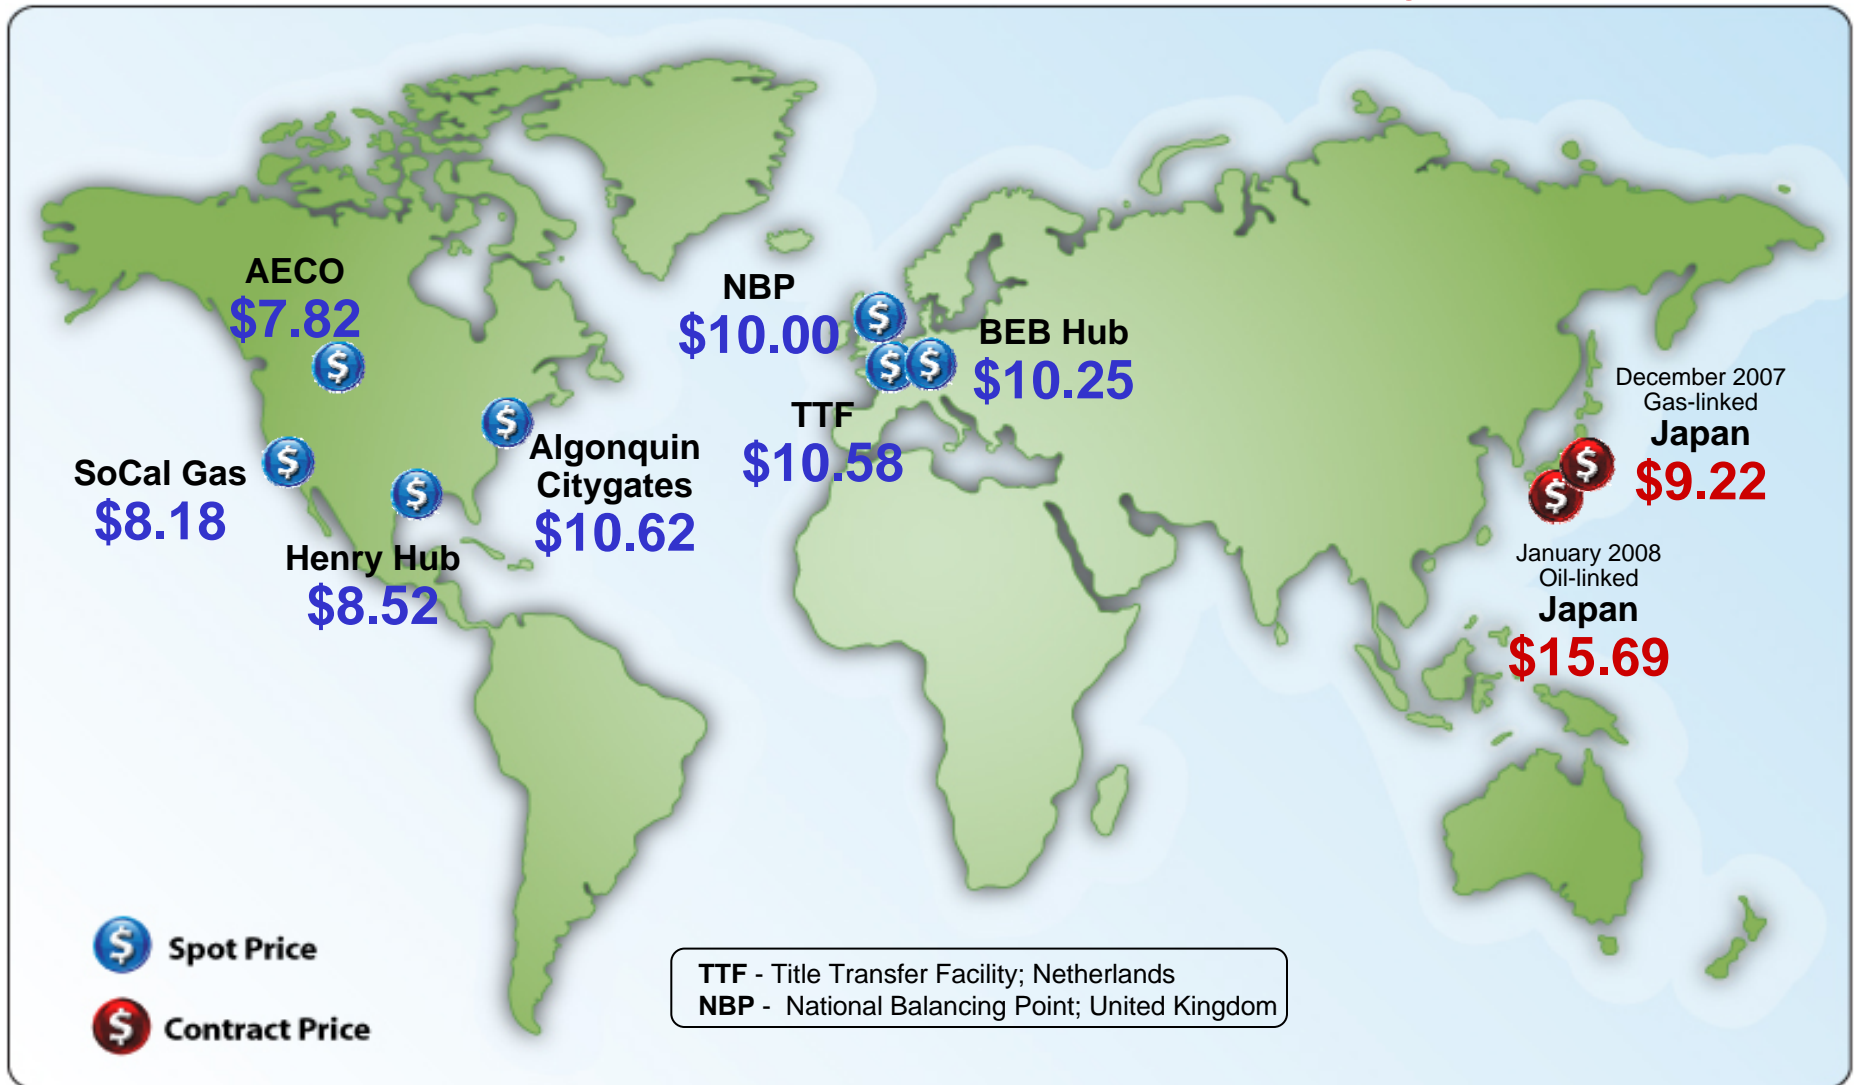 AECO
$7.82
NBP
$10.00
BEB Hub
$10.25
TTF
$10.58
December 2007
Gas-linked
Japan
$9.22
SoCal Gas
$8.18
Algonquin
Citygates
$10.62
Henry Hub
$8.52
January 2008
Oil-linked
Japan
$15.69
Spot Price
Contract Price
TTF - Title Transfer Facility; Netherlands
NBP - National Balancing Point; United Kingdom